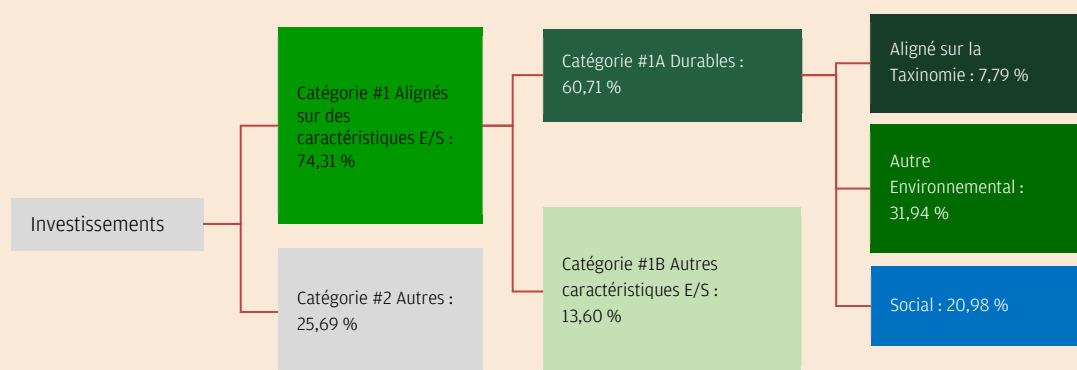 Investissements
Catégorie #1 Alignés
sur des
caractéristiques E/S :
74,31 %
Catégorie #2 Autres :
25,69 %
Catégorie #1A Durables :
60,71 %
Catégorie #1B Autres
caractéristiques E/S :
13,60 %
Aligné sur la
Taxinomie : 7,79 %
Autre
Environnemental :
31,94 %
Social : 20,98 %